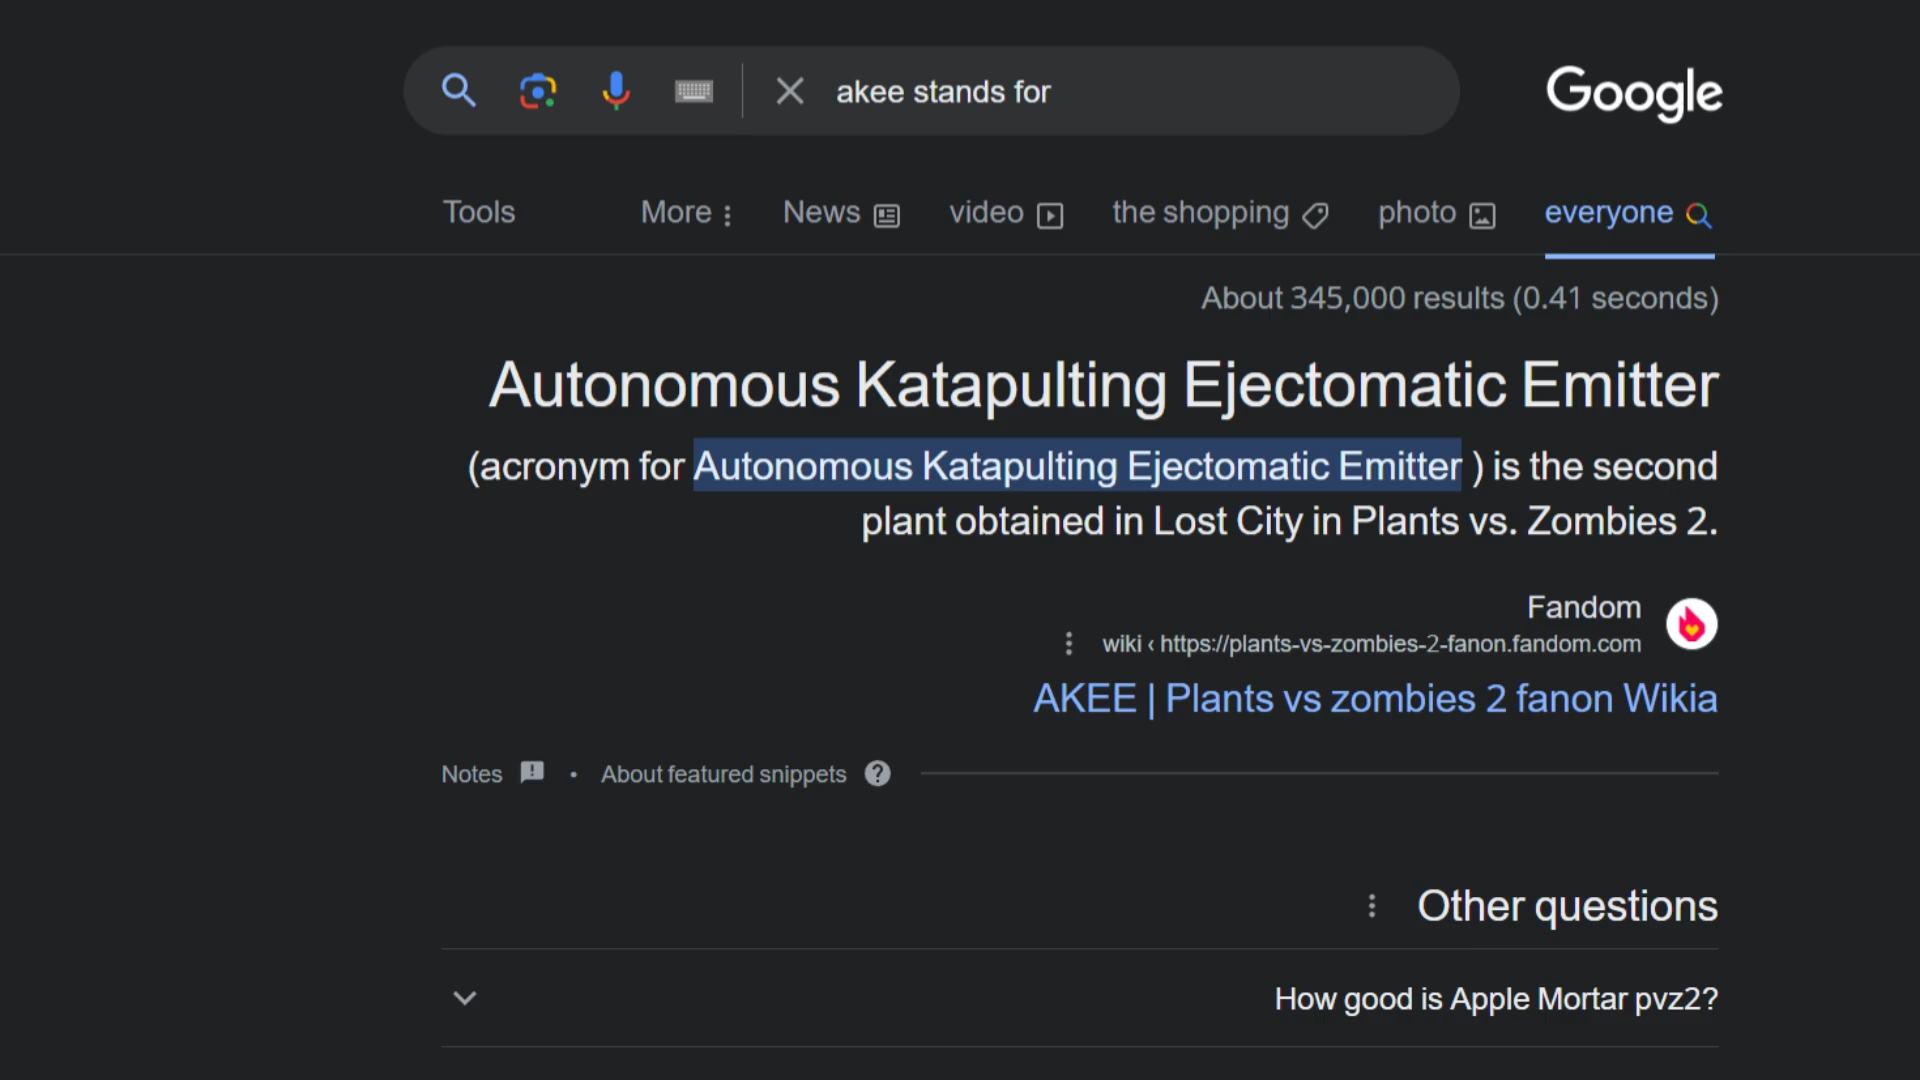 akee stands for
Google
Tools More News video the shopping photo everyone
About 345,000 results (0.41 seconds)
Autonomous Katapulting Ejectomatic Emitter
(acronym for Autonomous Katapulting Ejectomatic Emitter ) is the second
plant obtained in Lost City in Plants vs. Zombies 2.
Fandom
wiki ‹ https://plants-vs-zombies-2-fanon.fandom.com
AKEE | Plants vs zombies 2 fanon Wikia
Notes • About featured snippets
Other questions
How good is Apple Mortar pvz2?